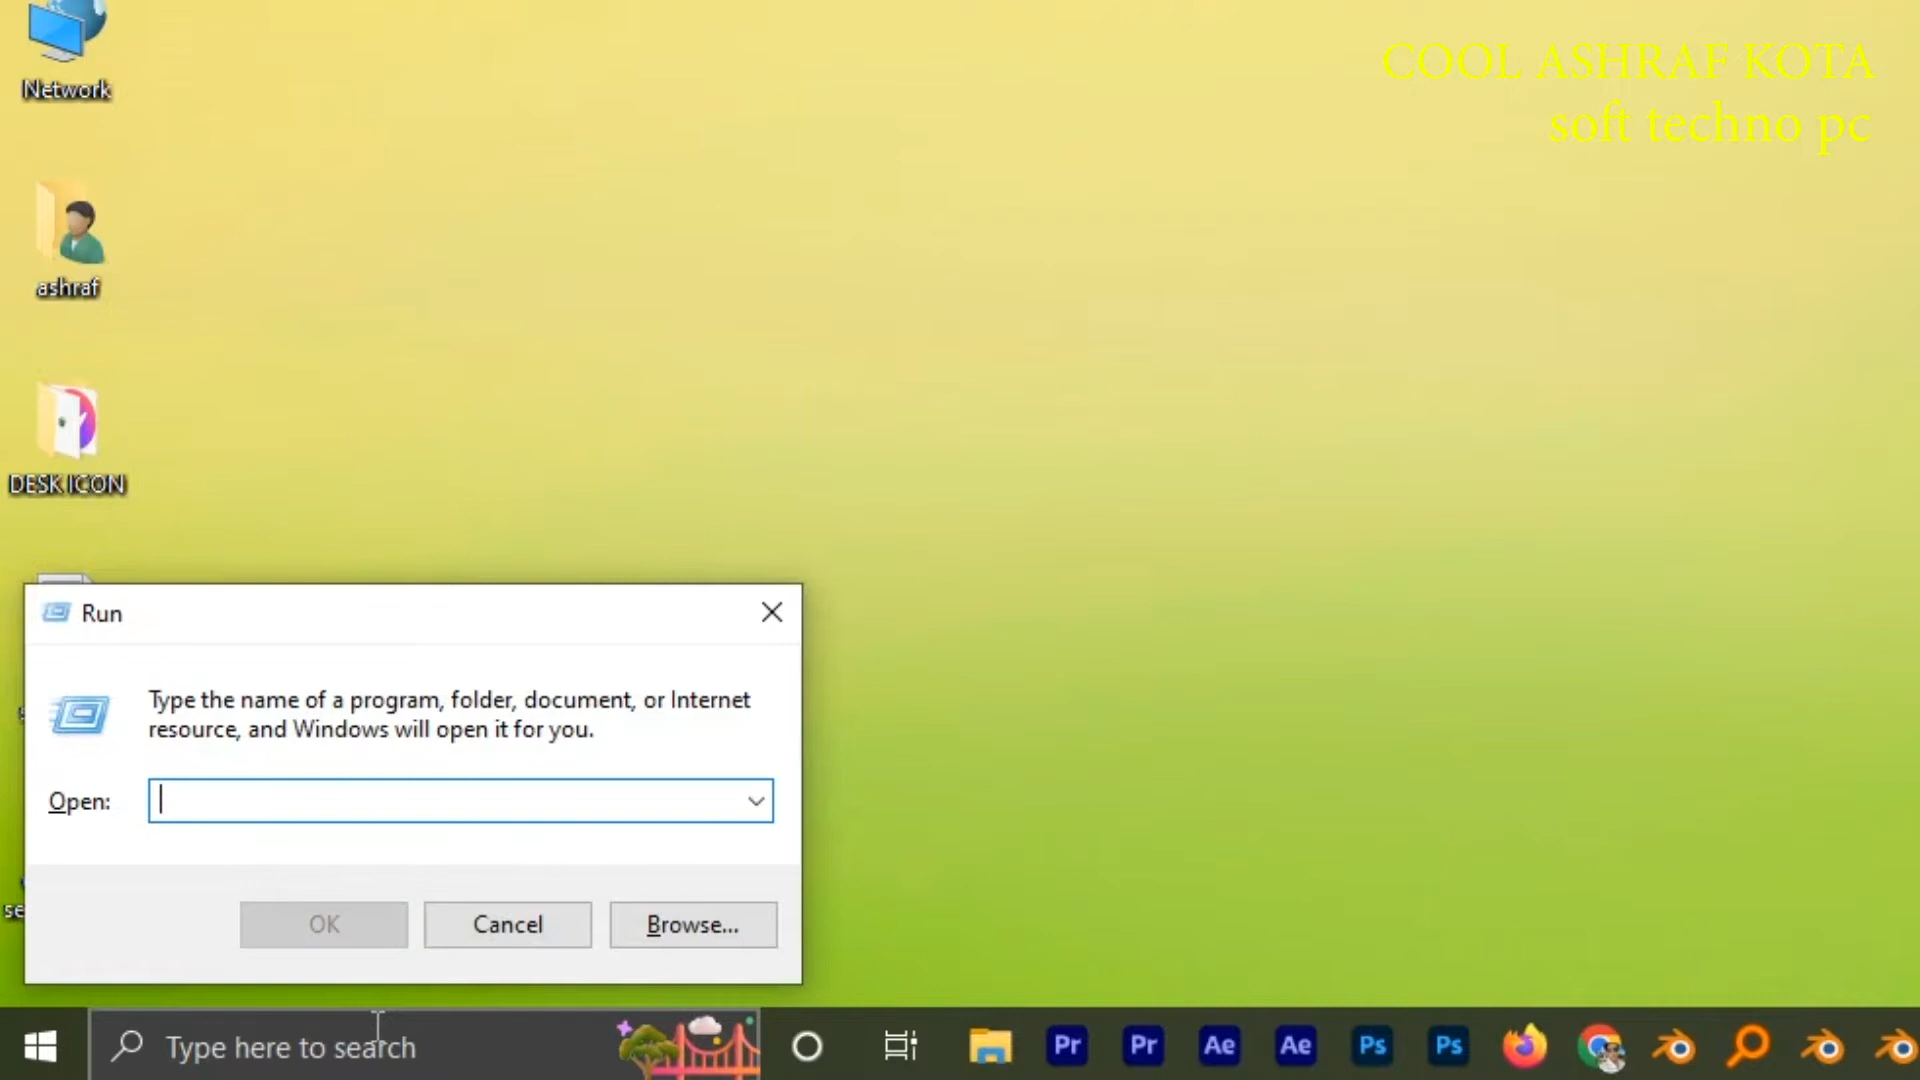 COOL ASHRAF KOTA
soft techno pc
Network
ashraf
DESK ICON
Run
Type the name of a program, folder, document, or Internet
resource, and Windows will open it for you.
Open:
OK
Cancel
Browse...
Type here to search
Pr
Pr
Ae
Ae
Ps
Ps